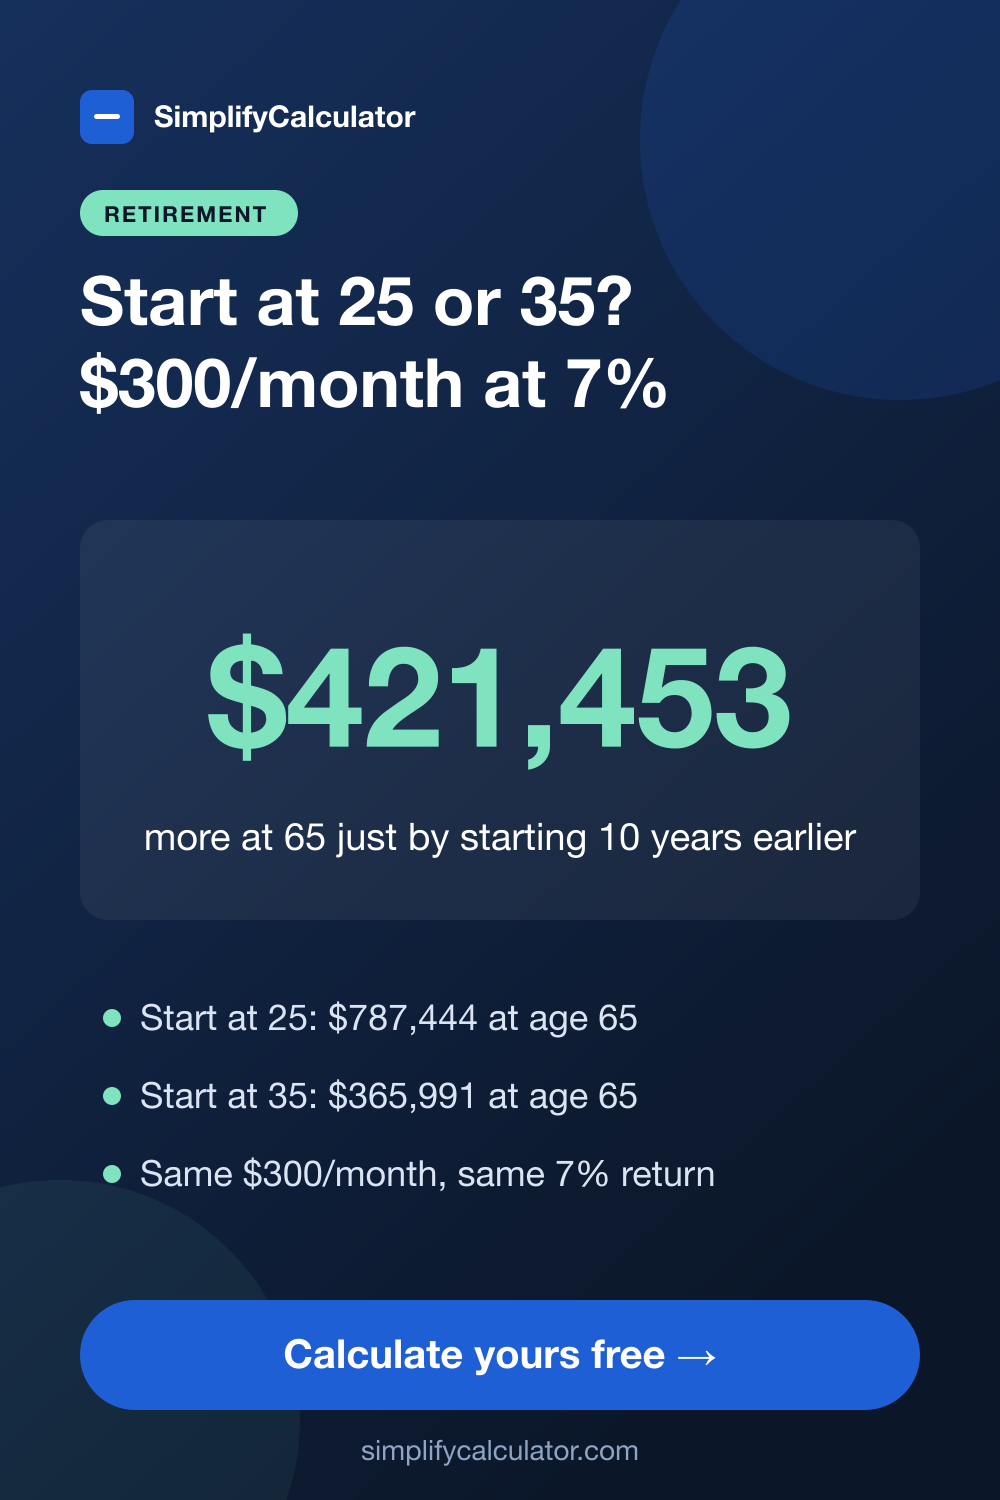 SimplifyCalculator
RETIREMENT
Start at 25 or 35?
$300/month at 7%
$421,453
more at 65 just by starting 10 years earlier
Start at 25: $787,444 at age 65
Start at 35: $365,991 at age 65
Same $300/month, same 7% return
Calculate yours free →
simplifycalculator.com